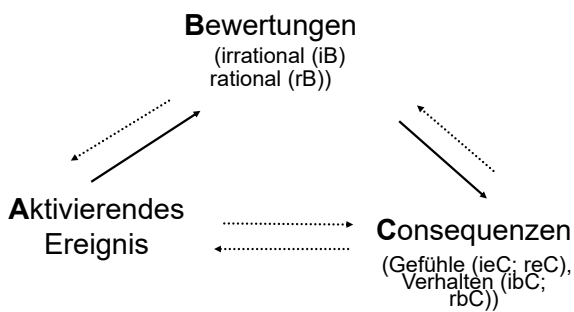 Bewertungen
(irrational (iB)
rational (rB))
Aktivierendes
Ereignis
Consequenzen
(Gefühle (ieC; reC),
Verhalten (ibC;
rbC))